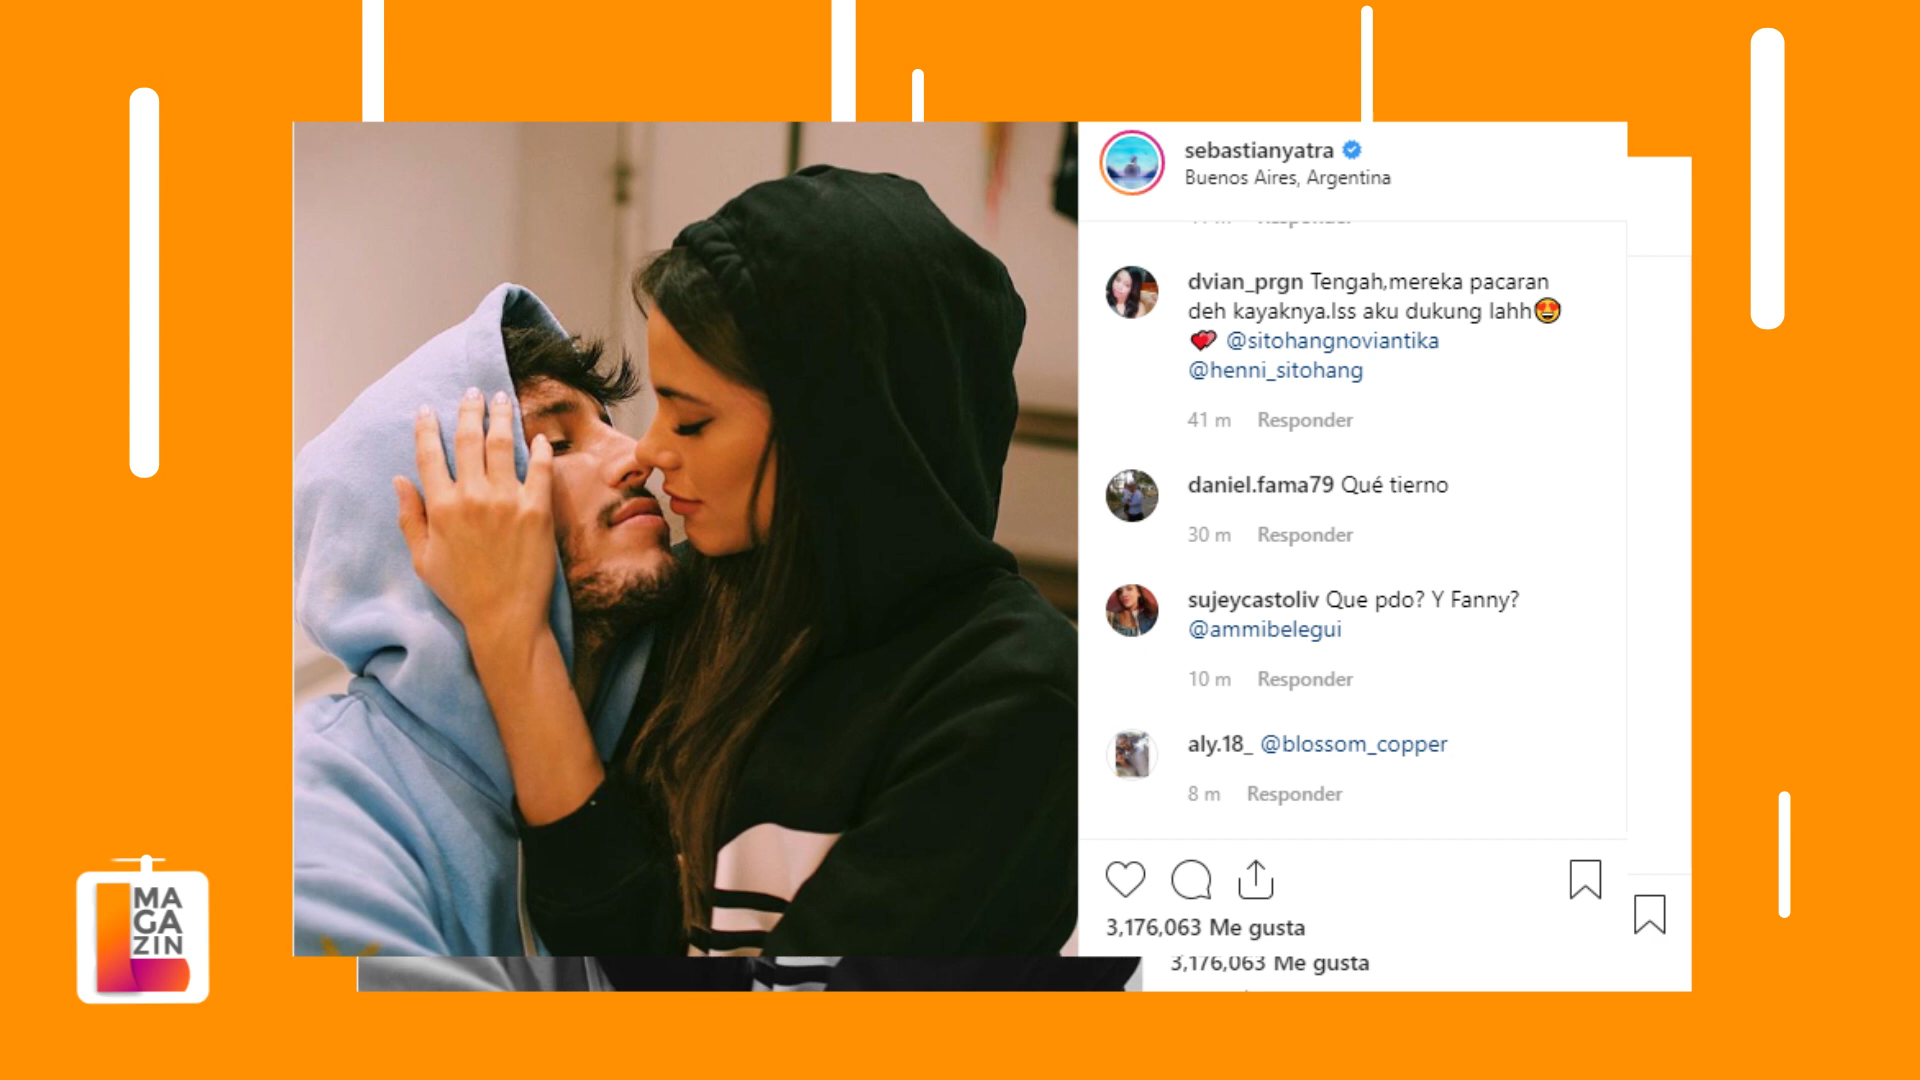 sebastianyatra
Buenos Aires, Argentina
Responder
dvian_prgn Tengah,mereka pacaran
deh kayaknya.Iss aku dukung lahh😍
💕 @sitohangnoviantika
@henni_sitohang
41 m Responder
daniel.fama79 Qué tierno
30 m Responder
sujeycastoliv Que pdo? Y Fanny?
@ammibelegui
10 m Responder
aly.18_ @blossom_copper
8 m Responder
3,176,063 Me gusta
3,176,063 Me gusta
MA
GA
ZIN